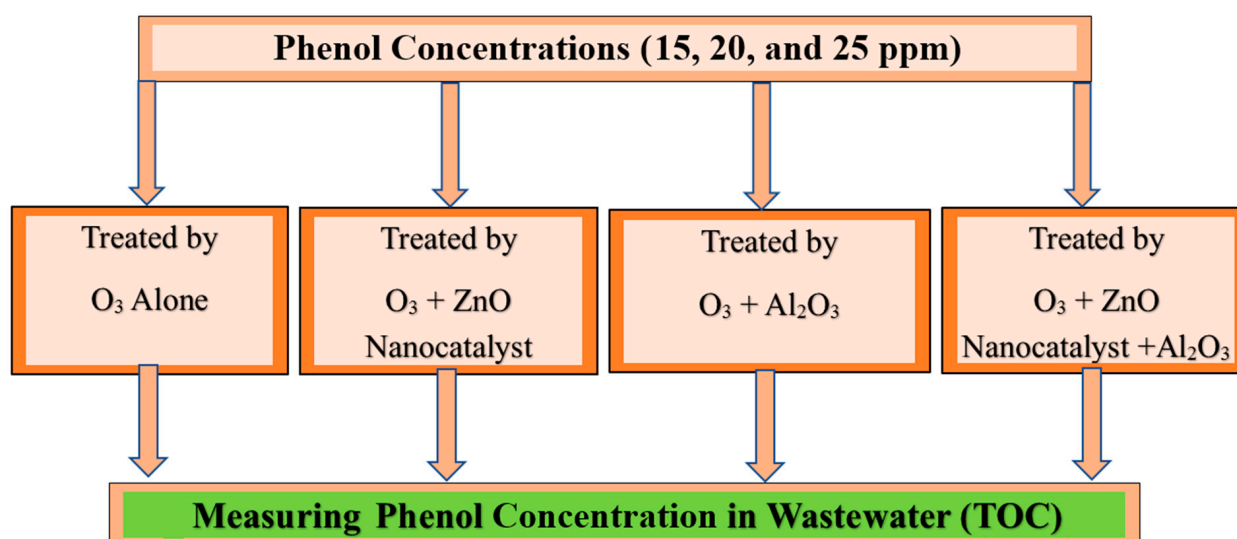 Phenol Concentrations (15, 20, and 25 ppm)
Treated by
O₃ Alone
Treated by
O₃ + ZnO
Nanocatalyst
Treated by
O₃ + Al₂O₃
Treated by
O₃ + ZnO
Nanocatalyst +Al₂O₃
Measuring Phenol Concentration in Wastewater (TOC)